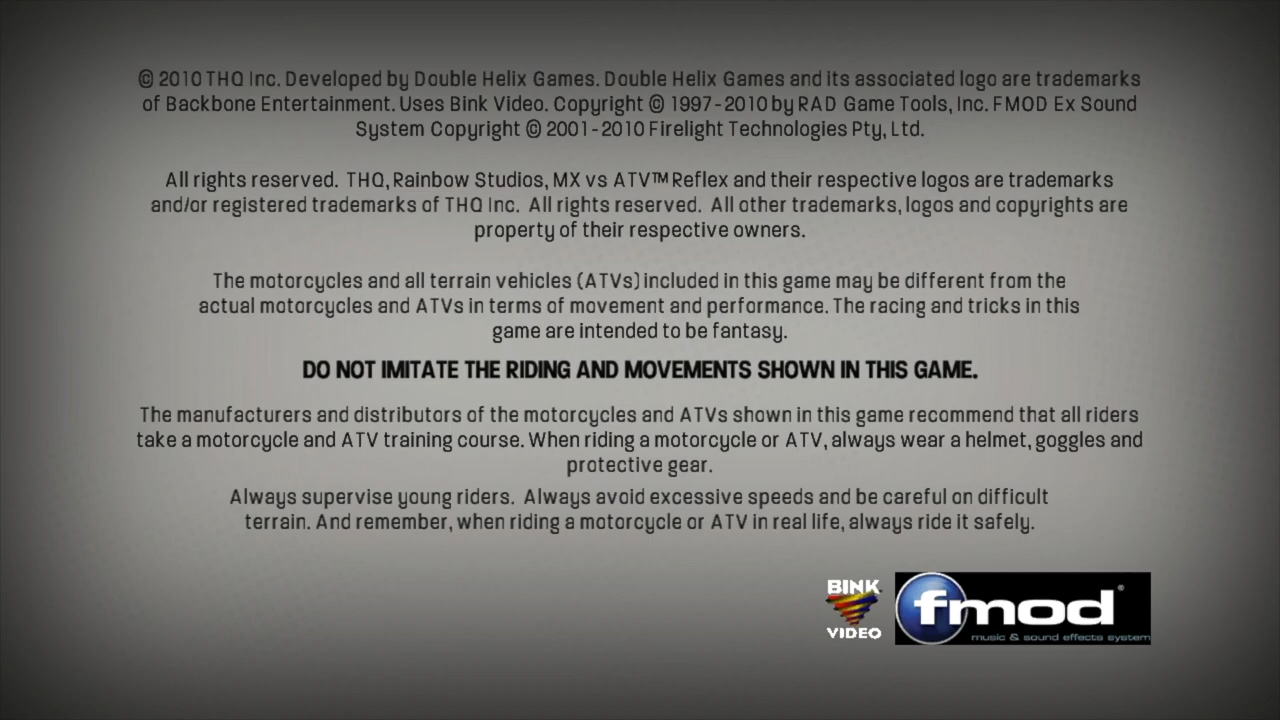 © 2010 THQ Inc. Developed by Double Helix Games. Double Helix Games and its associated logo are trademarks
of Backbone Entertainment. Uses Bink Video. Copyright © 1997-2010 by RAD Game Tools, Inc. FMOD Ex Sound
System Copyright © 2001-2010 Firelight Technologies Pty, Ltd.
All rights reserved. THQ, Rainbow Studios, MX vs ATV™ Reflex and their respective logos are trademarks
and/or registered trademarks of THQ Inc. All rights reserved. All other trademarks, logos and copyrights are
property of their respective owners.
The motorcycles and all terrain vehicles (ATVs) included in this game may be different from the
actual motorcycles and ATVs in terms of movement and performance. The racing and tricks in this
game are intended to be fantasy.
DO NOT IMITATE THE RIDING AND MOVEMENTS SHOWN IN THIS GAME.
The manufacturers and distributors of the motorcycles and ATVs shown in this game recommend that all riders
take a motorcycle and ATV training course. When riding a motorcycle or ATV, always wear a helmet, goggles and
protective gear.
Always supervise young riders. Always avoid excessive speeds and be careful on difficult
terrain. And remember, when riding a motorcycle or ATV in real life, always ride it safely.
BINK
VIDEO
fmod®
music & sound effects system